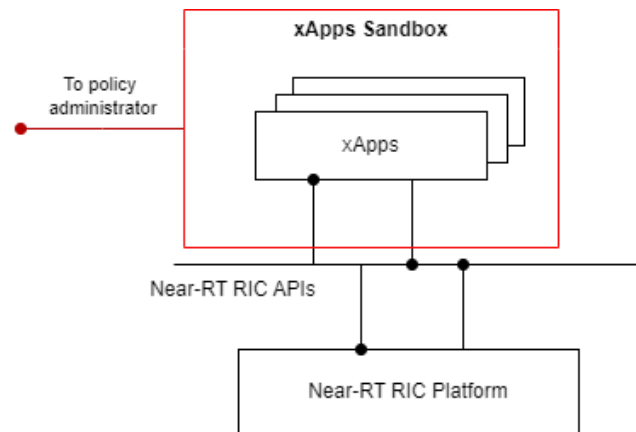 xApps Sandbox
To policy
administrator
xApps
Near-RT RIC APIs
Near-RT RIC Platform